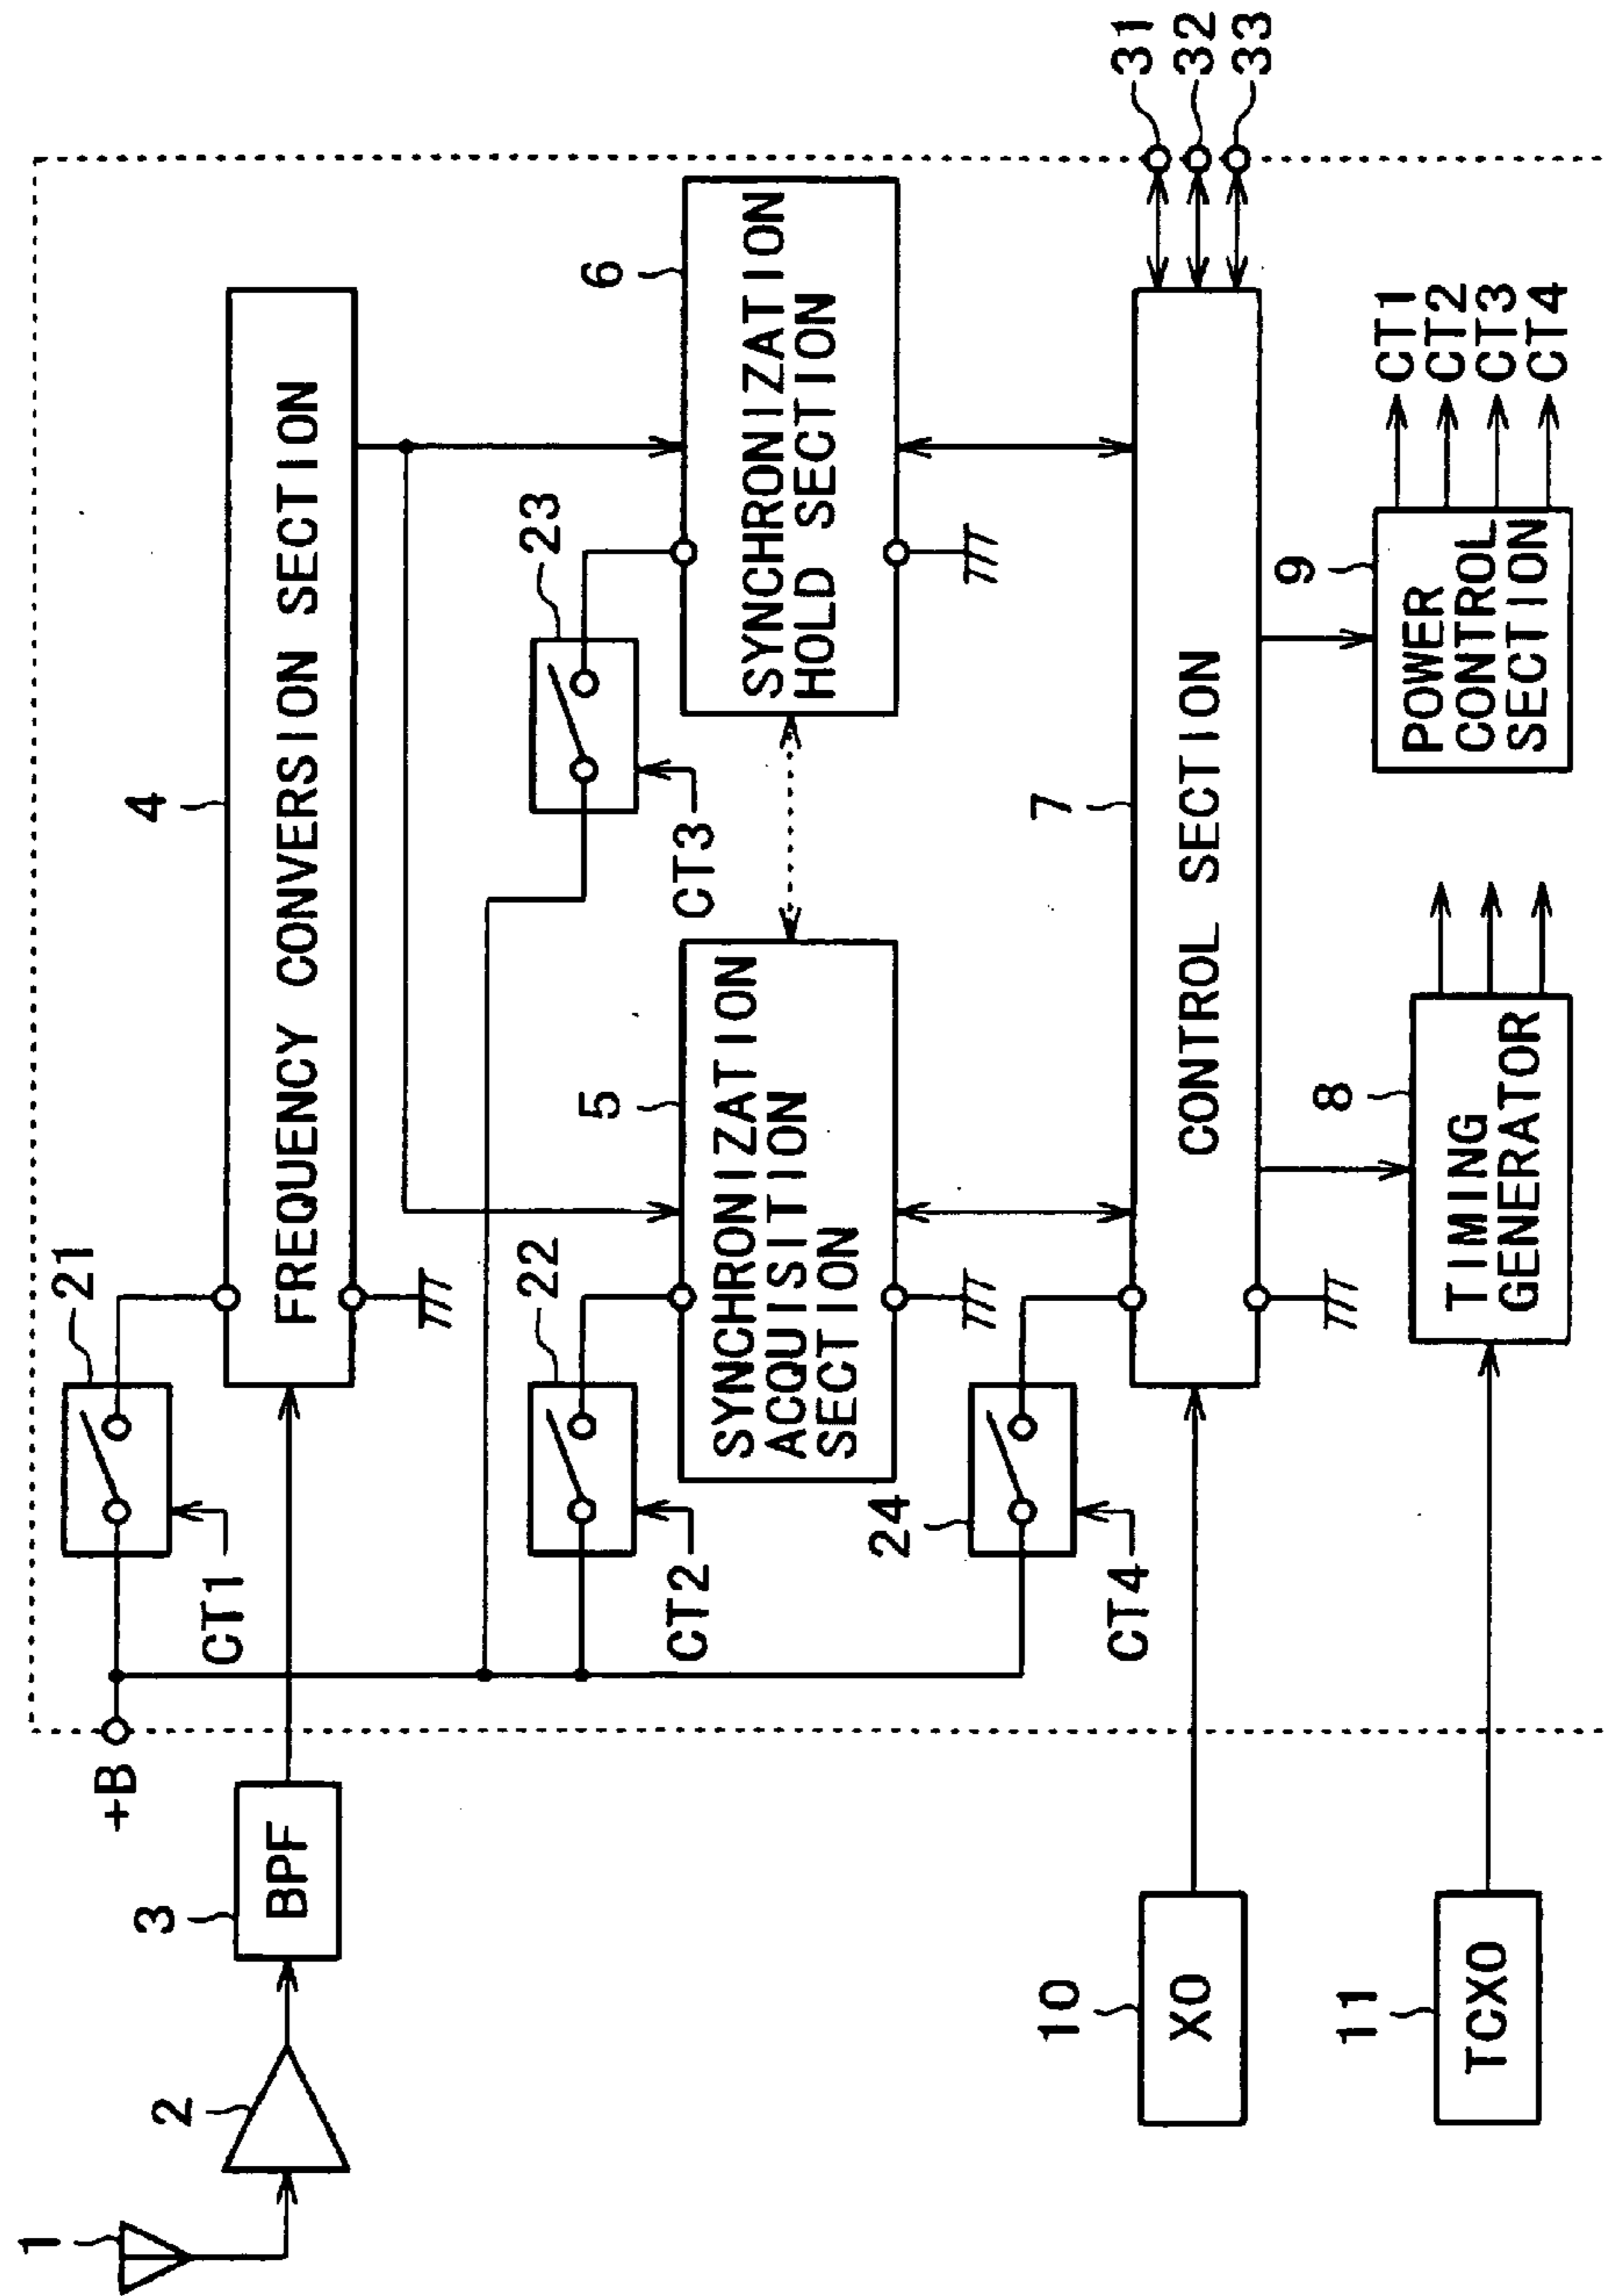 1
2
3
BPF
+B
21
CT1
4
FREQUENCY CONVERSION SECTION
22
CT2
5
SYNCHRONIZATION
ACQUISITION
SECTION
23
CT3
6
SYNCHRONIZATION
HOLD SECTION
24
CT4
7
CONTROL SECTION
31
32
33
10
XO
11
TCXO
8
TIMING
GENERATOR
9
POWER
CONTROL
SECTION
CT1
CT2
CT3
CT4